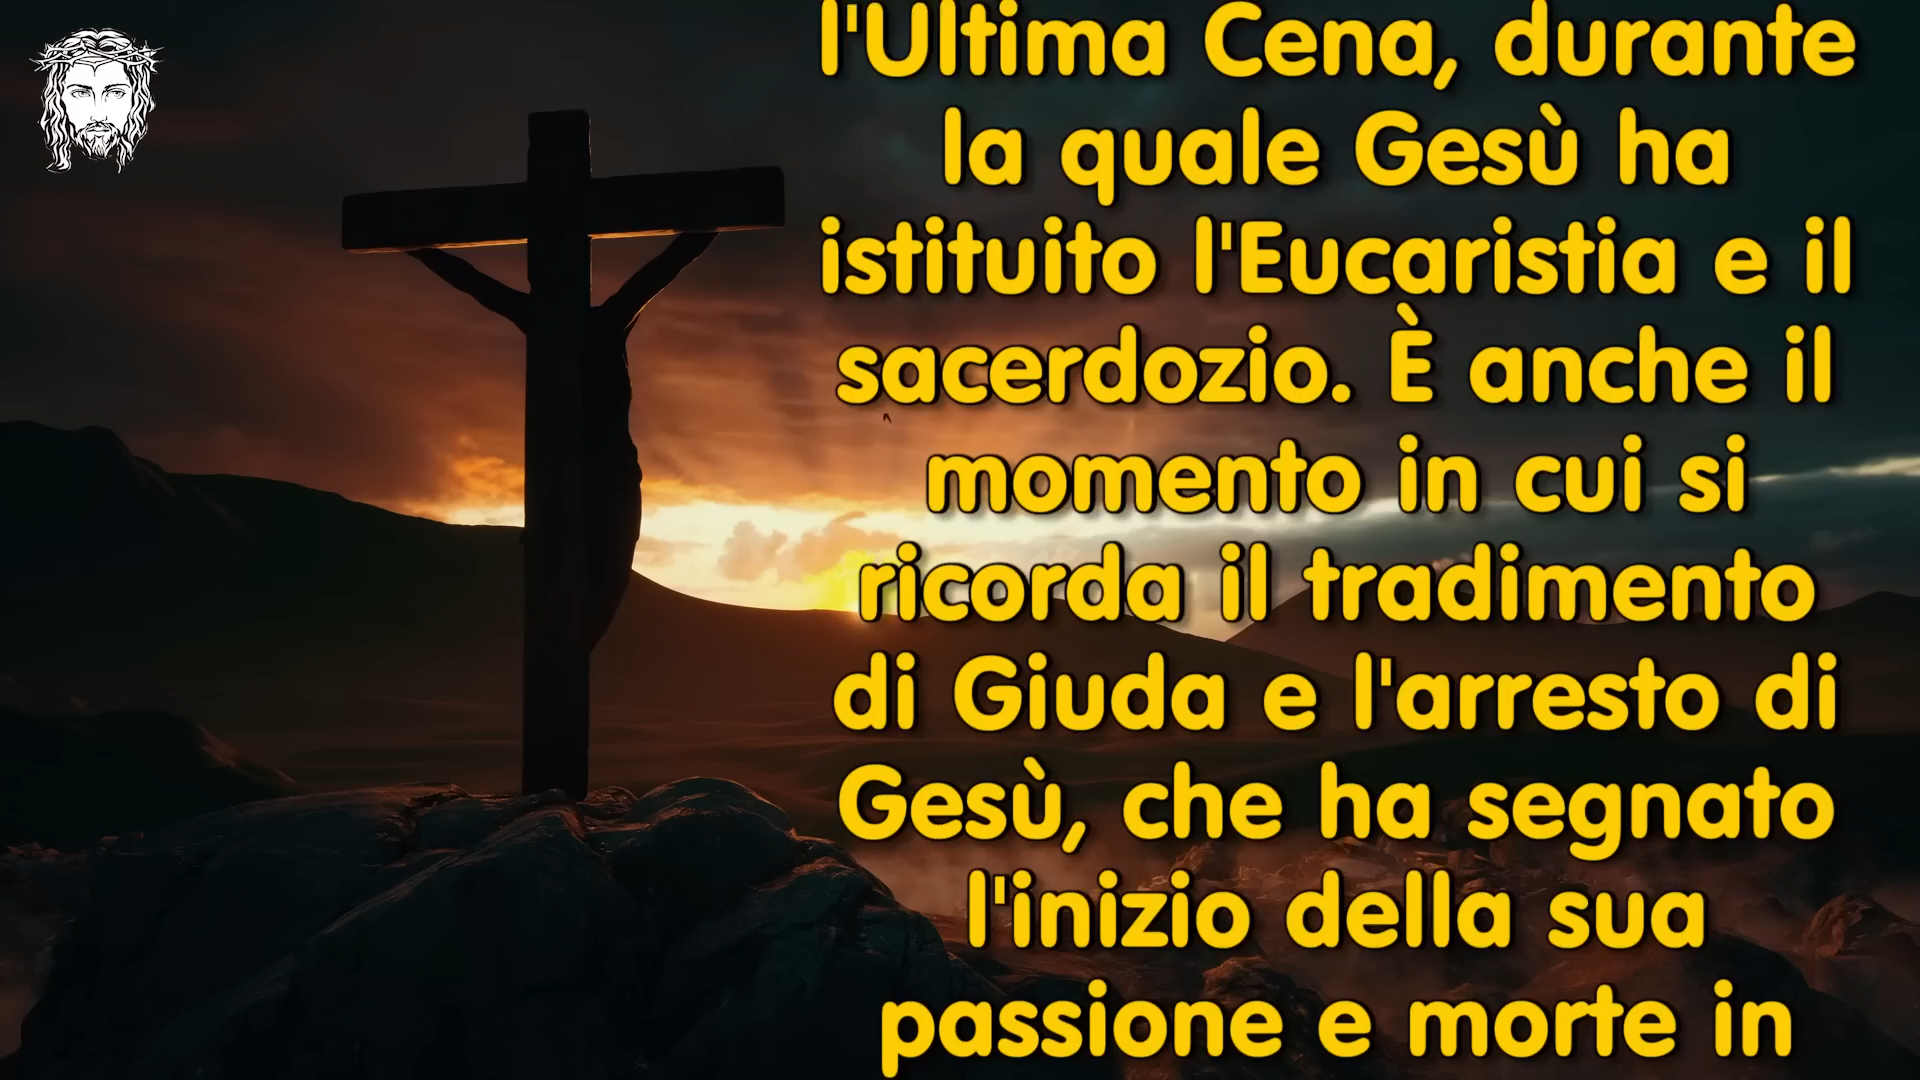 l'Ultima Cena, durante
la quale Gesù ha
istituito l'Eucaristia e il
sacerdozio. È anche il
momento in cui si
ricorda il tradimento
di Giuda e l'arresto di
Gesù, che ha segnato
l'inizio della sua
passione e morte in